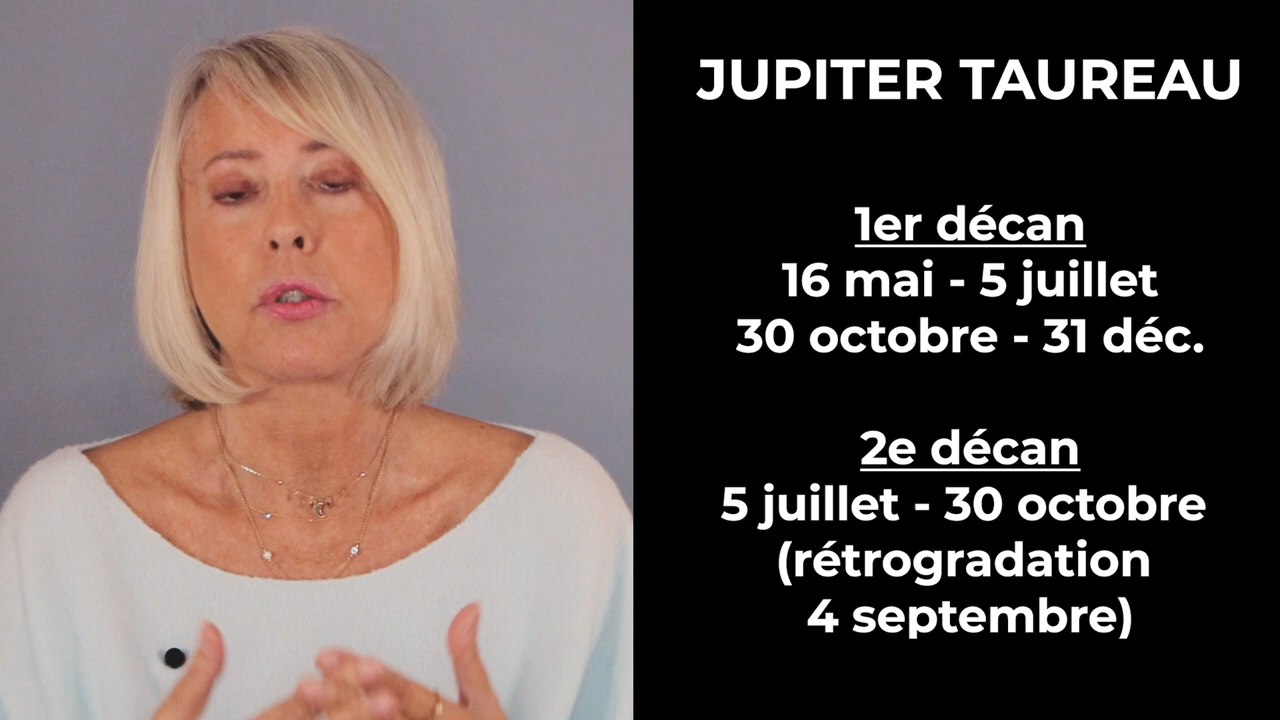 JUPITER TAUREAU
1er décan
16 mai - 5 juillet
30 octobre - 31 déc.
2e décan
5 juillet - 30 octobre
(rétrogradation
4 septembre)